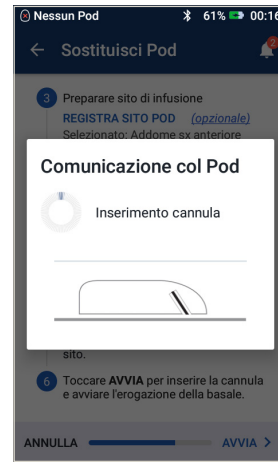 Nessun Pod 61% 00:16
Sostituisci Pod 2
3 Preparare sito di infusione
REGISTRA SITO POD (opzionale)
Selezionato: Addome sx anteriore
Comunicazione col Pod
Inserimento cannula
sito.
6 Toccare AVVIA per inserire la cannula
e avviare l'erogazione della basale.
ANNULLA AVVIA >